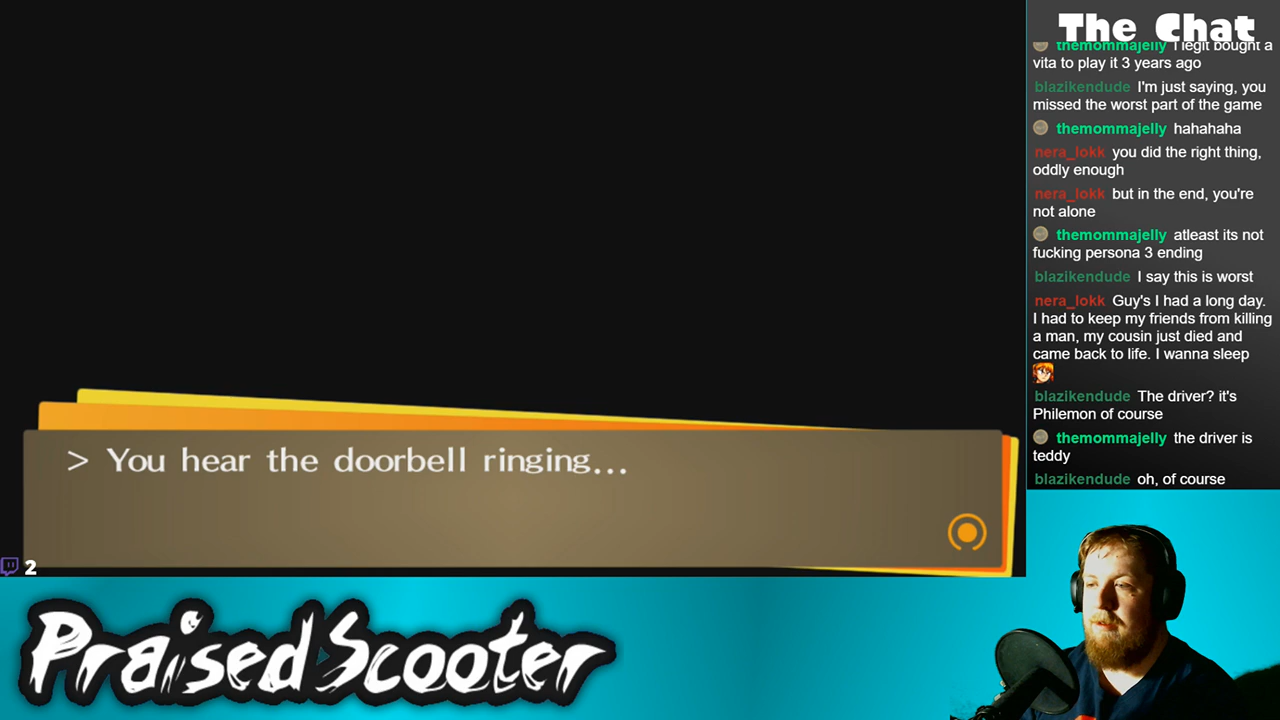 The Chat
themommajelly I legit bought a
vita to play it 3 years ago
blazikendude I'm just saying, you
missed the worst part of the game
themommajelly hahahaha
nera_lokk you did the right thing,
oddly enough
nera_lokk but in the end, you're
not alone
themommajelly atleast its not
fucking persona 3 ending
blazikendude I say this is worst
nera_lokk Guy's I had a long day.
I had to keep my friends from killing
a man, my cousin just died and
came back to life. I wanna sleep
blazikendude The driver? it's
Philemon of course
themommajelly the driver is
teddy
blazikendude oh, of course
> You hear the doorbell ringing...
2
PraisedScooter